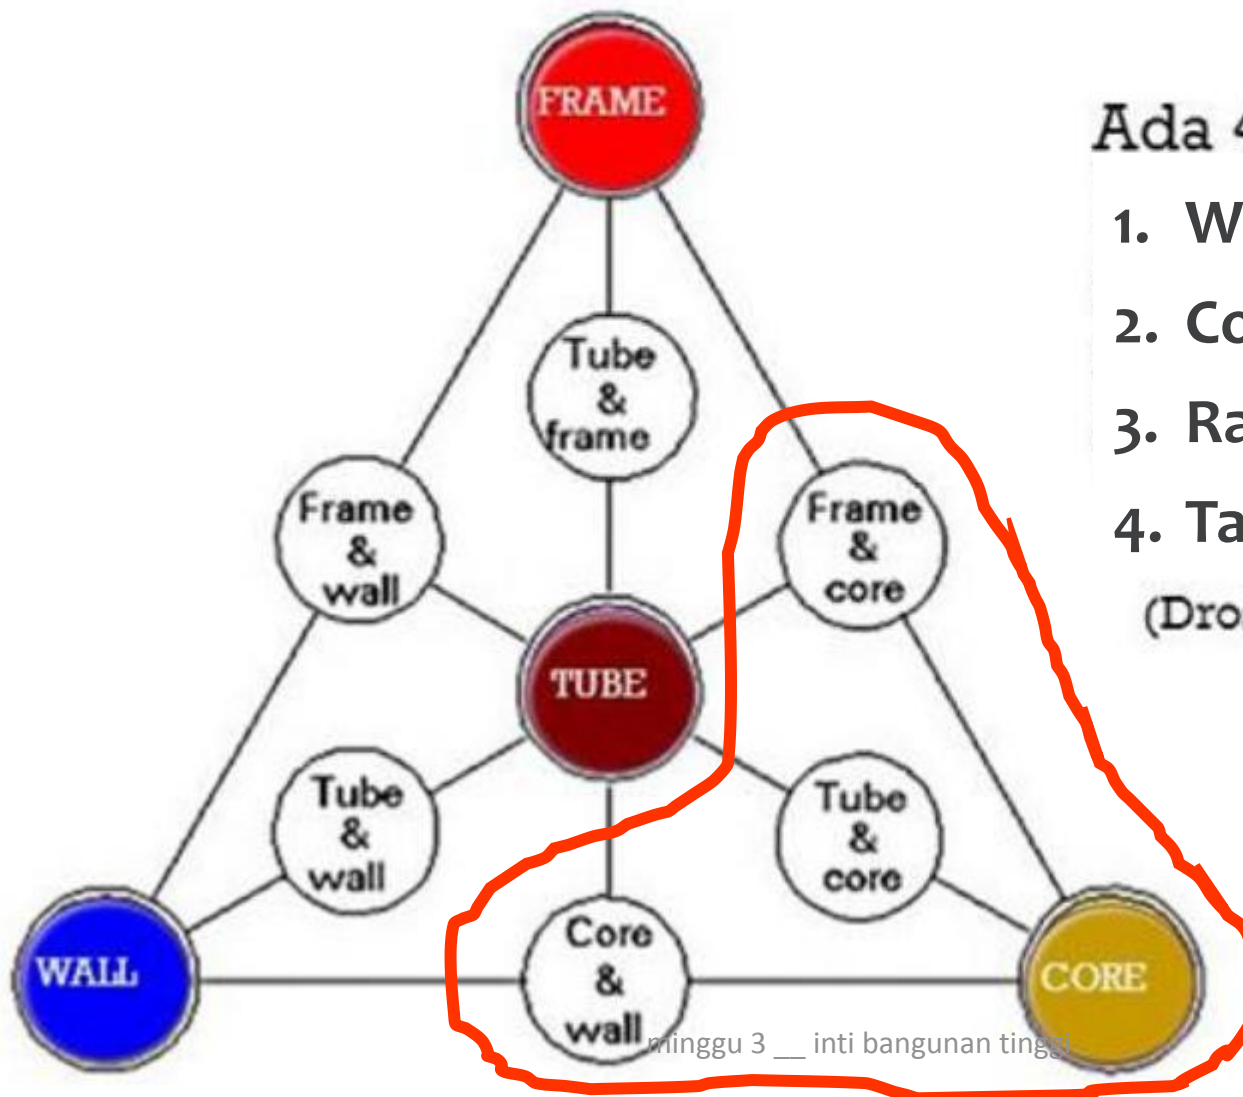 FRAME
Ada
1. W
2. Co
3. Ra
4. Ta
(Dro
Tube
&
frame
Frame
&
wall
Frame
&
core
TUBE
Tube
&
wall
Tube
&
core
Core
&
wall
WALL
CORE
minggu 3 __ inti bangunan tinggi